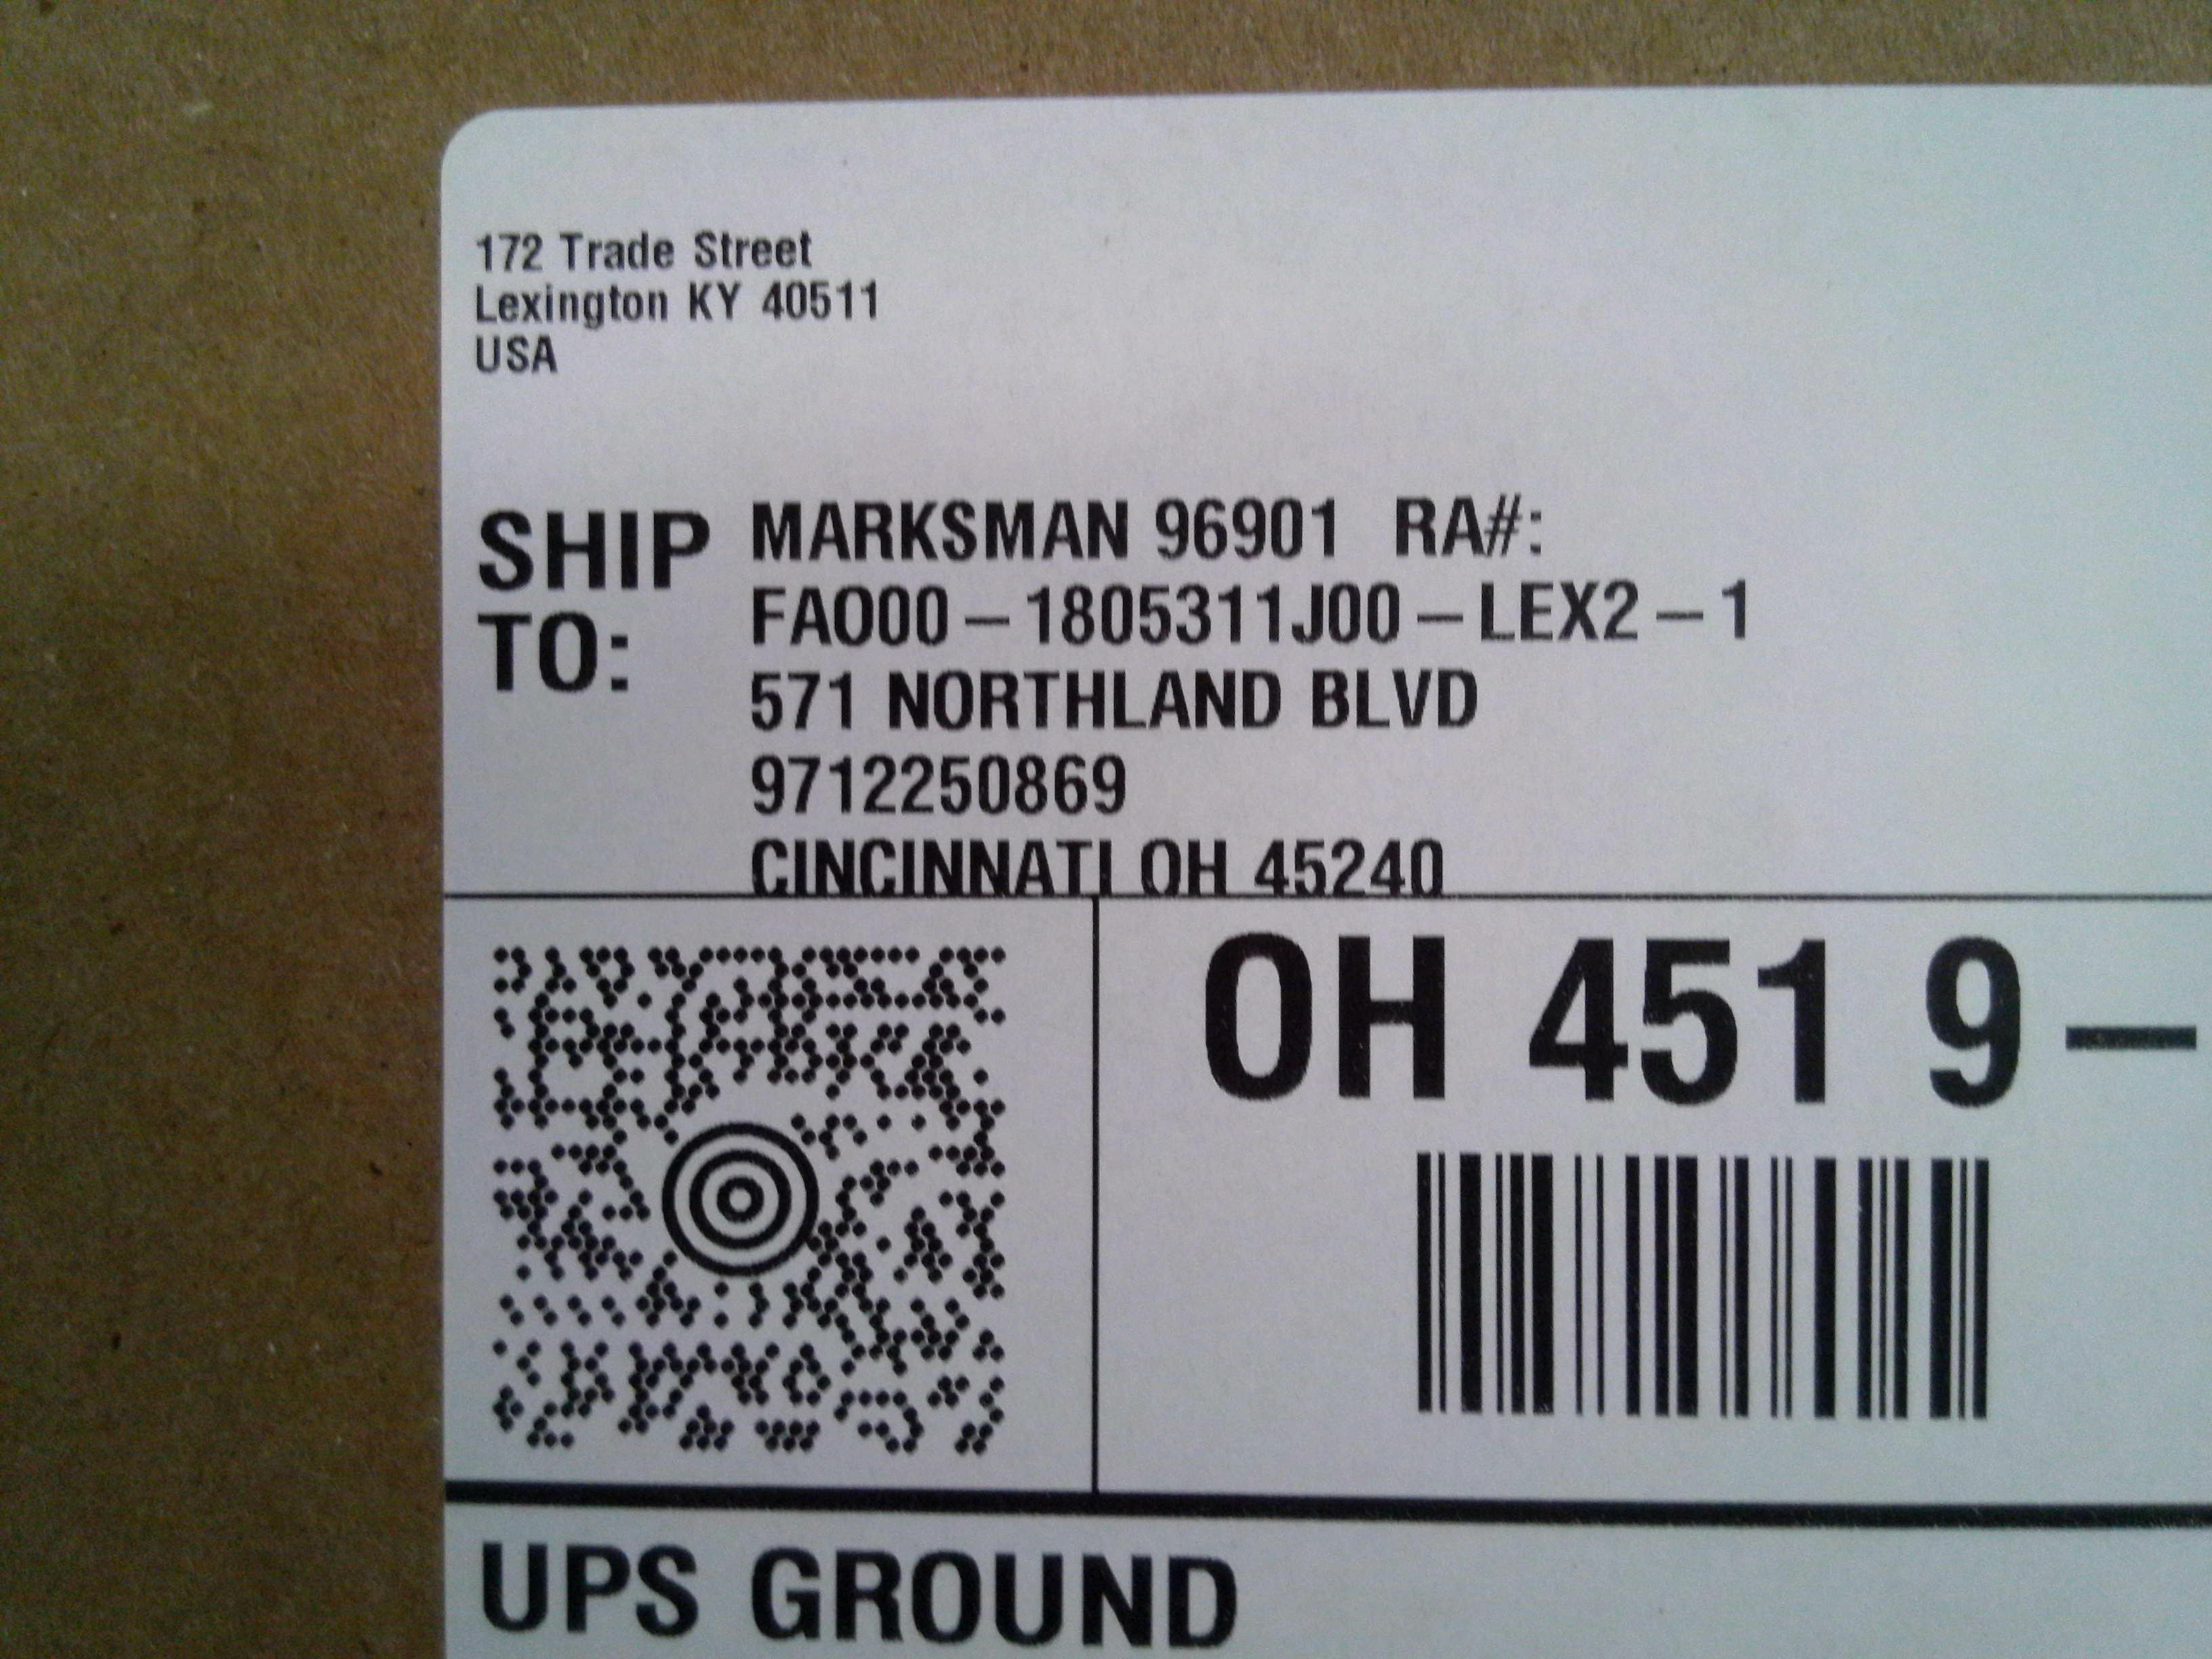 172 Trade Street
Lexington KY 40511
USA
SHIP TO:
MARKSMAN 96901 RA#:
FAO00-1805311J00-LEX2-1
571 NORTHLAND BLVD
9712250869
CINCINNATI OH 45240
OH 451 9-
UPS GROUND